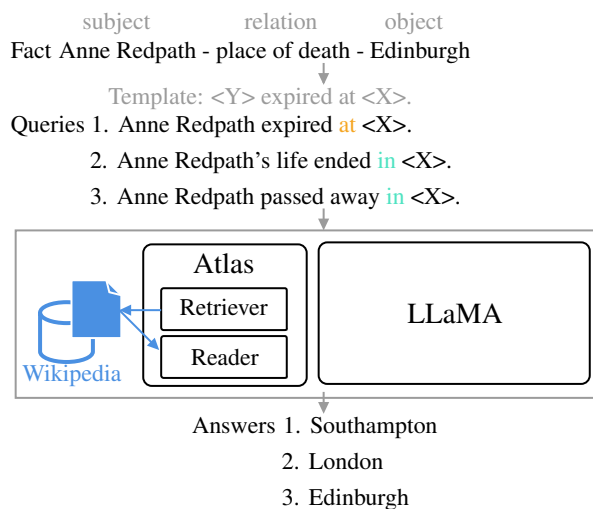 subject relation object
Fact Anne Redpath - place of death - Edinburgh
Template: <Y> expired at <X>.
Queries 1. Anne Redpath expired at <X>.
2. Anne Redpath's life ended in <X>.
3. Anne Redpath passed away in <X>.
Atlas
Retriever
Reader
Wikipedia
LLaMA
Answers 1. Southampton
2. London
3. Edinburgh